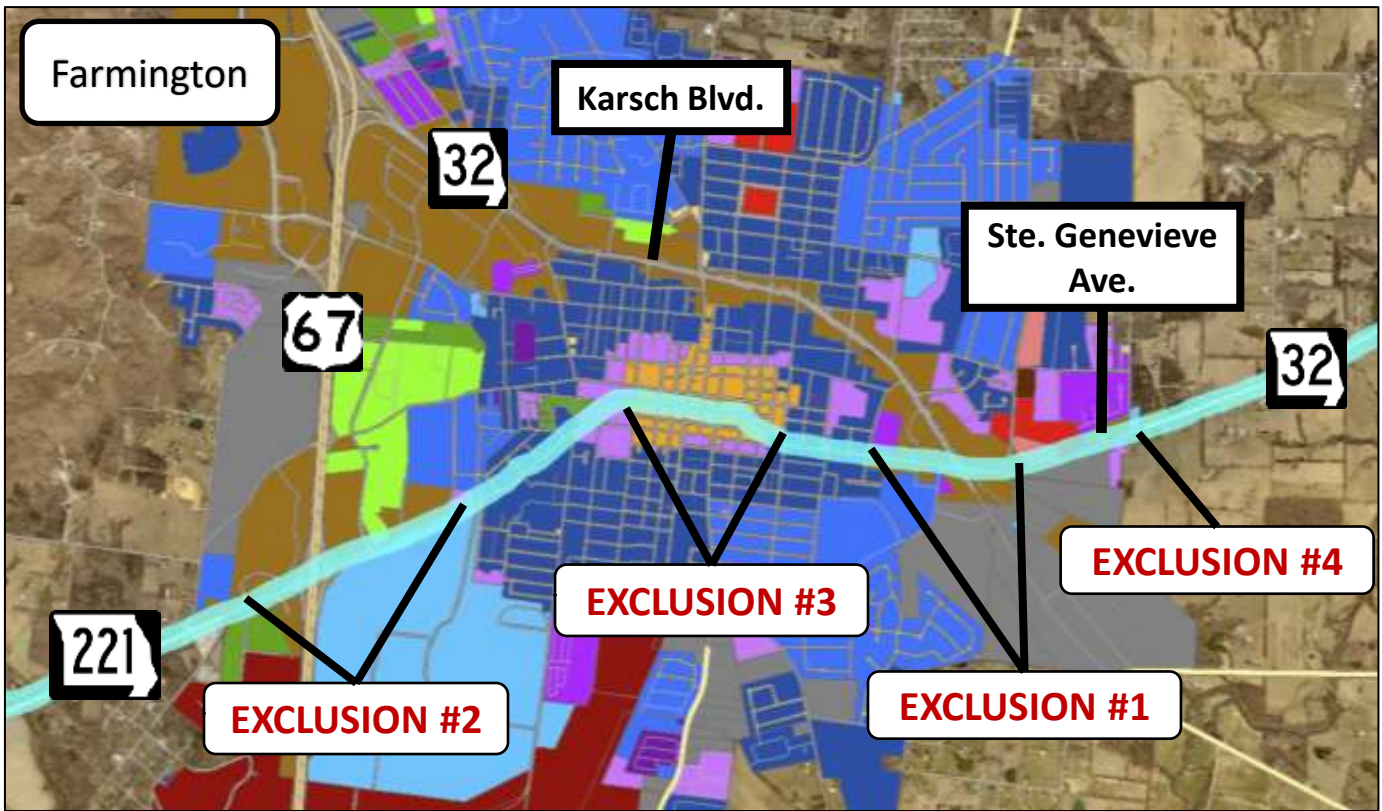 Farmington
Karsch Blvd.
32
Ste. Genevieve
Ave.
67
32
EXCLUSION #4
EXCLUSION #3
221
EXCLUSION #2
EXCLUSION #1